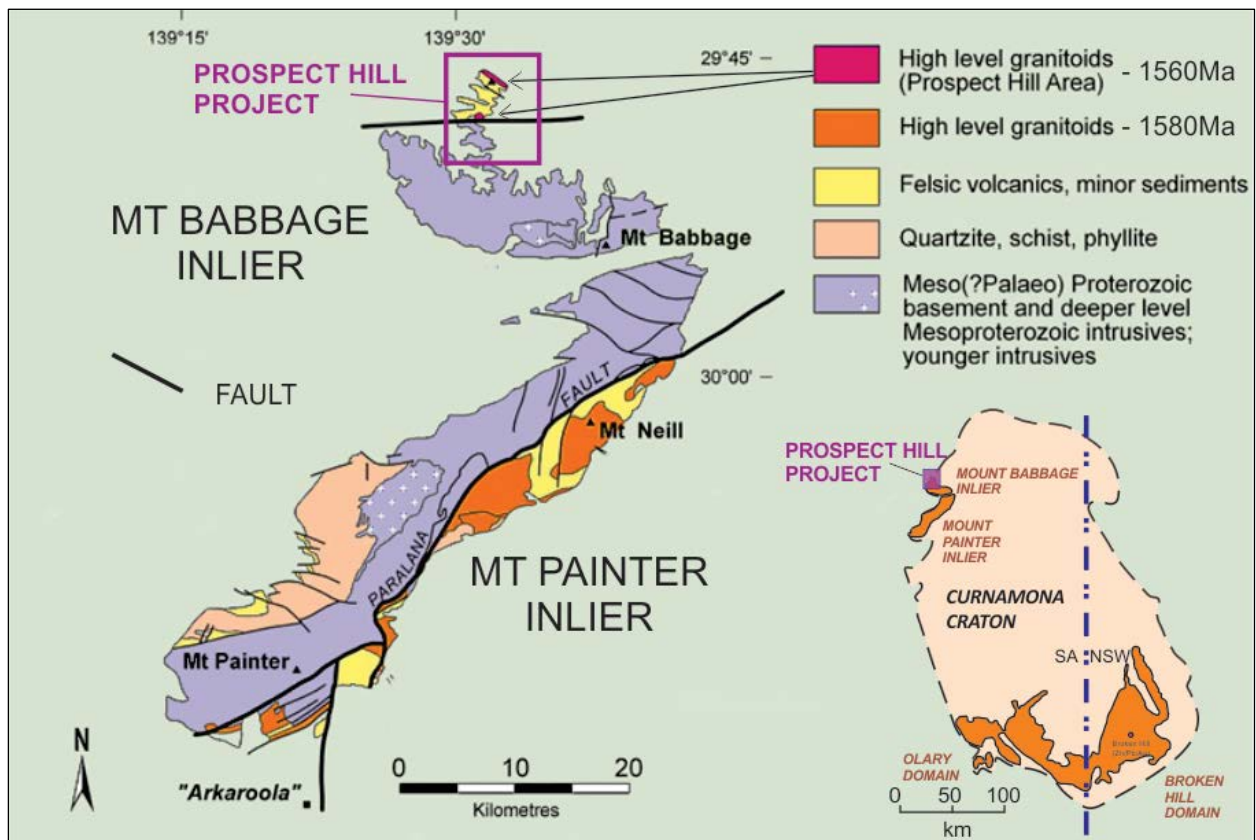 139°15'
139°30'
29°45' –
PROSPECT HILL
PROJECT
High level granitoids
(Prospect Hill Area) - 1560Ma
High level granitoids - 1580Ma
Felsic volcanics, minor sediments
Quartzite, schist, phyllite
Meso(?Palaeo) Proterozoic
basement and deeper level
Mesoproterozoic intrusives;
younger intrusives
MT BABBAGE
INLIER
Mt Babbage
FAULT
30°00' –
PARALANA
FAULT
Mt Neill
MT PAINTER
INLIER
Mt Painter
N
"Arkaroola"
0 10 20
Kilometres
PROSPECT HILL
PROJECT
MOUNT BABBAGE
INLIER
MOUNT
PAINTER
INLIER
CURNAMONA
CRATON
SA NSW
Broken Hill
OLARY
DOMAIN
BROKEN
HILL
DOMAIN
0 50 100
km